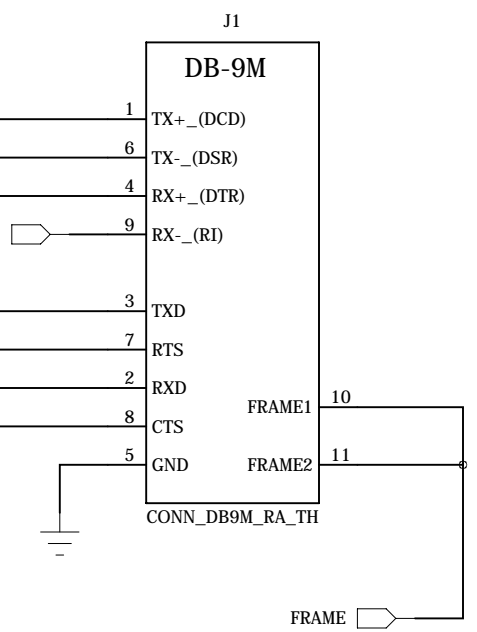 J1
DB-9M
1 TX+_(DCD)
6 TX-_(DSR)
4 RX+_(DTR)
9 RX-_(RI)
3 TXD
7 RTS
2 RXD
FRAME1 10
8 CTS
5 GND FRAME2 11
CONN_DB9M_RA_TH
FRAME